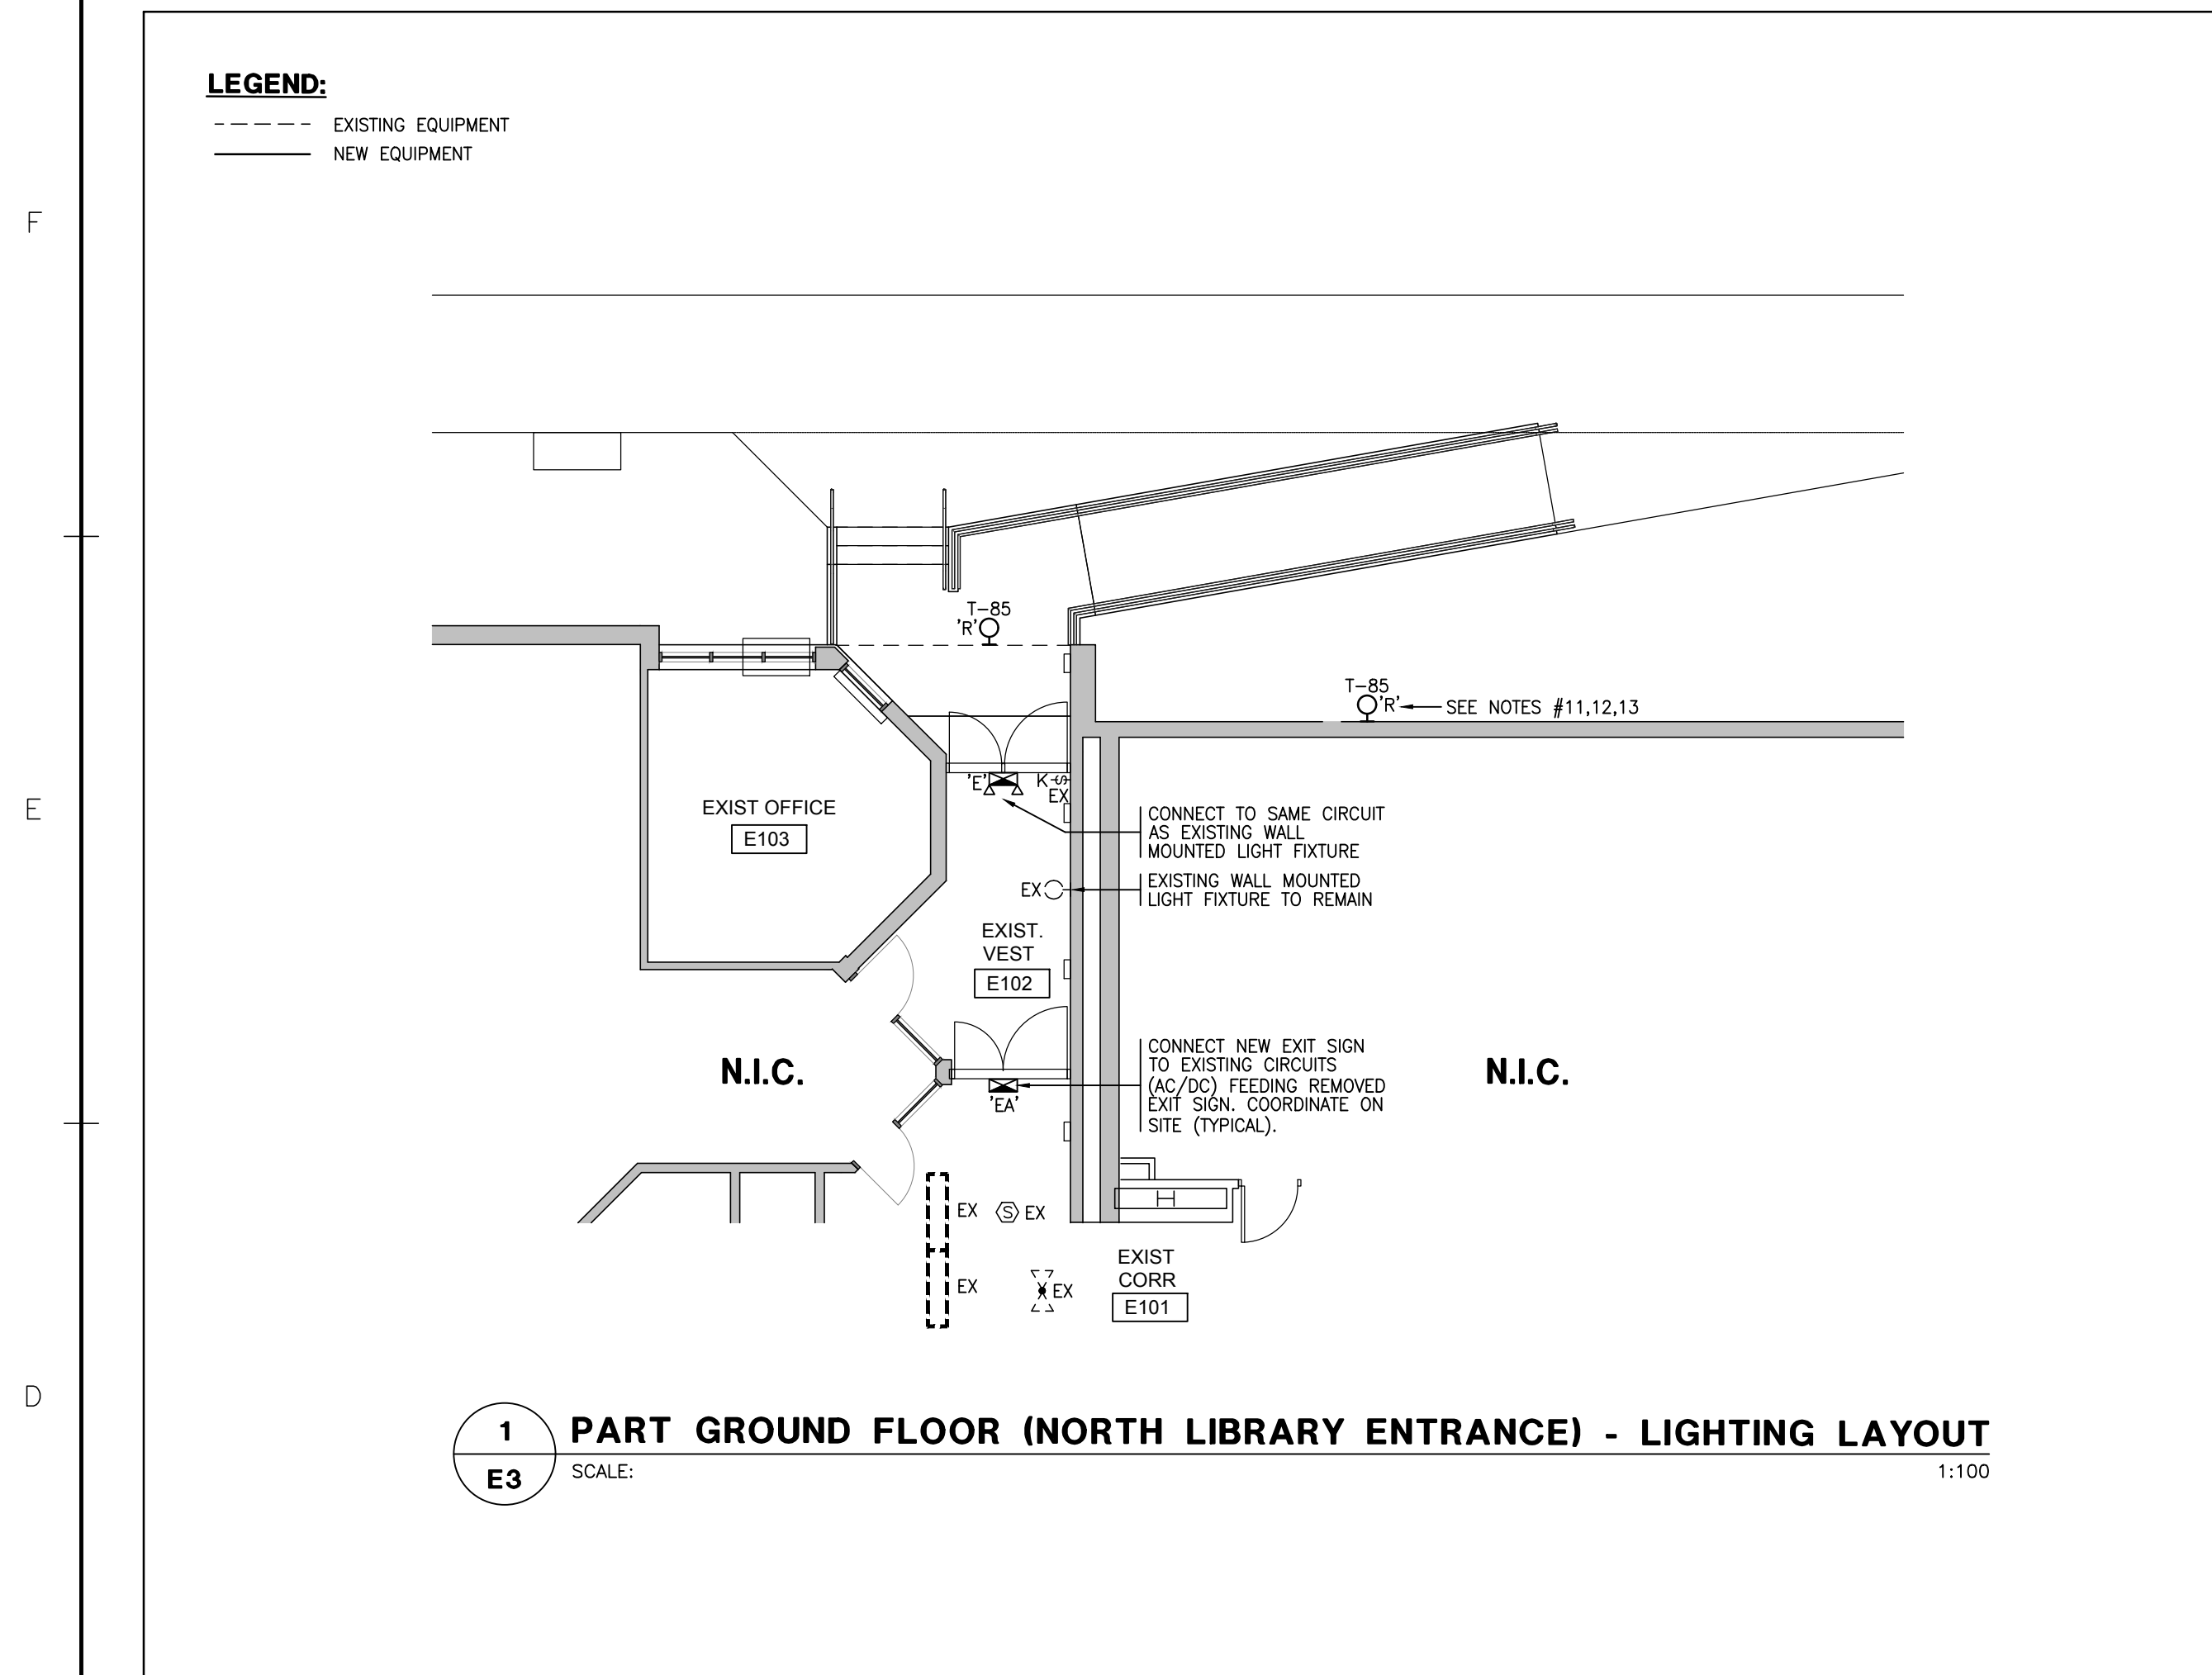 LEGEND:
EXISTING EQUIPMENT
NEW EQUIPMENT
F
T-85
'R'
T-85
'R'
SEE NOTES #11,12,13
'E'
K
S
EX
E
EXIST OFFICE
E103
CONNECT TO SAME CIRCUIT
AS EXISTING WALL
MOUNTED LIGHT FIXTURE
EX
EXISTING WALL MOUNTED
LIGHT FIXTURE TO REMAIN
EXIST.
VEST
E102
N.I.C.
CONNECT NEW EXIT SIGN
TO EXISTING CIRCUITS
(AC/DC) FEEDING REMOVED
EXIT SIGN. COORDINATE ON
SITE (TYPICAL).
N.I.C.
'EA'
EX
S
EX
H
EX
EX
EXIST
CORR
E101
D
1
E3
PART GROUND FLOOR (NORTH LIBRARY ENTRANCE) - LIGHTING LAYOUT
SCALE:
1:100